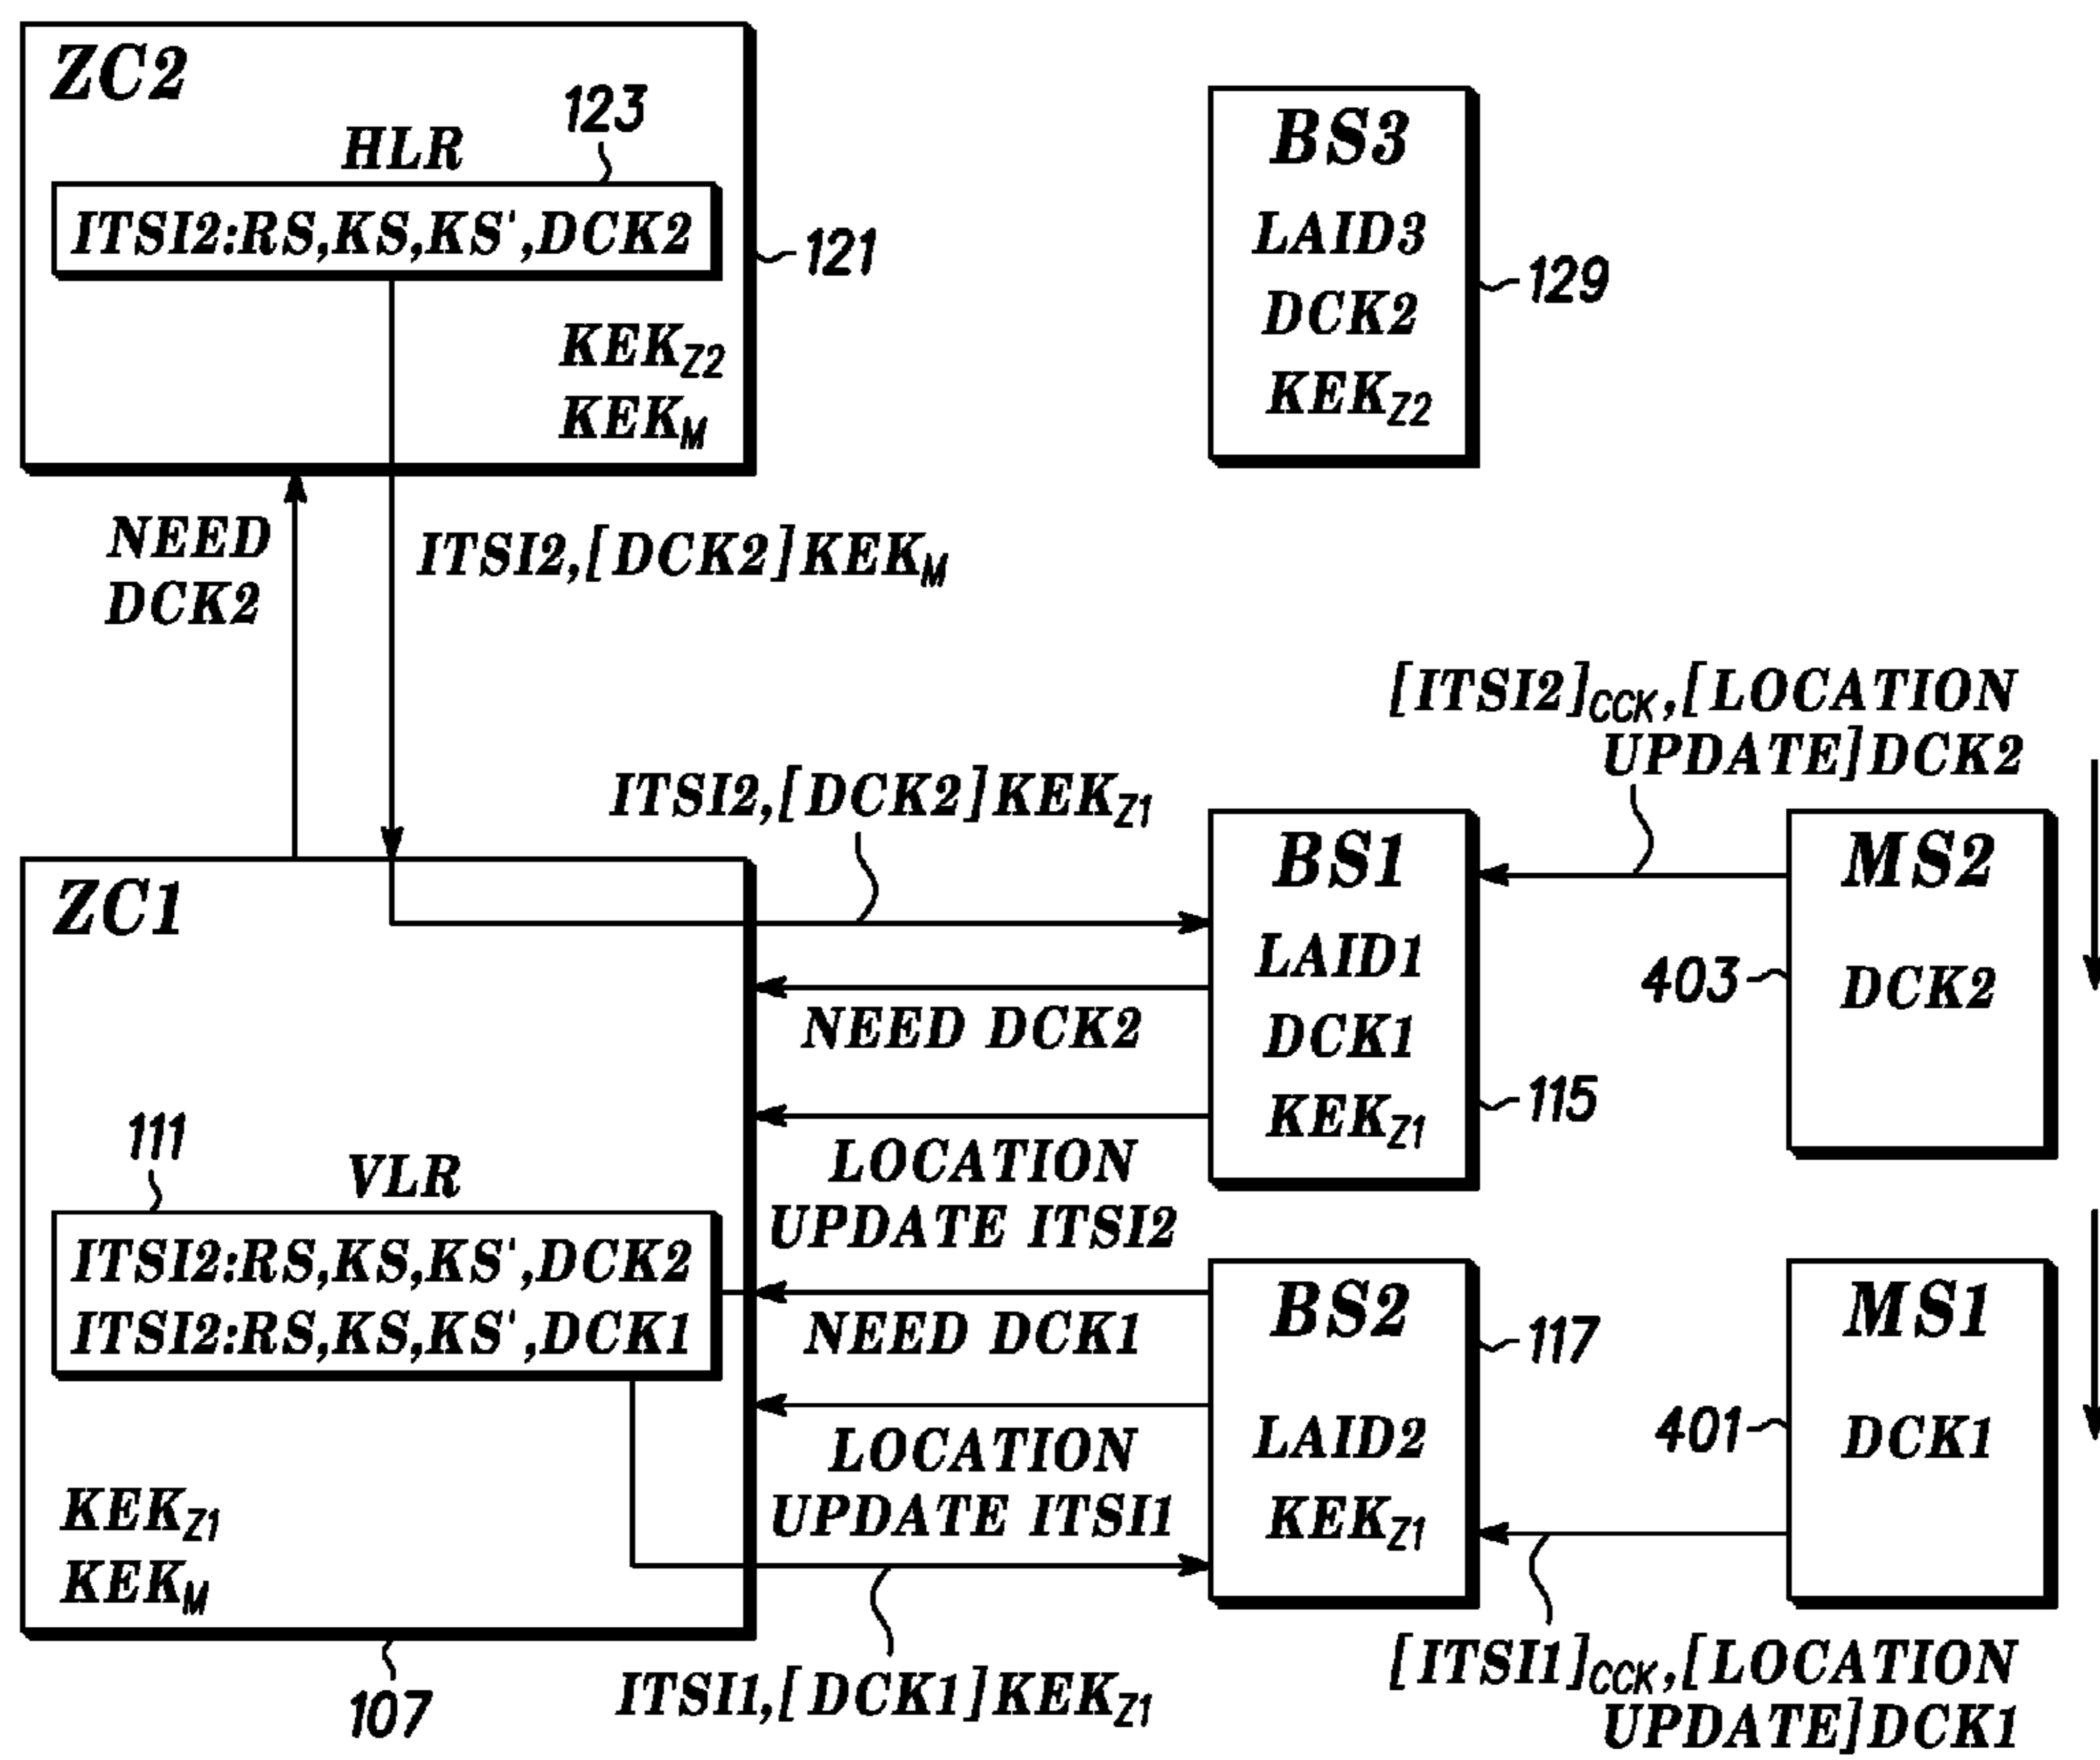 ZC2
123
HLR
ITSI2:RS,KS,KS',DCK2
121
KEKZ2
KEKM
BS3
LAID3
DCK2
KEKZ2
129
NEED
DCK2
ITSI2,[DCK2]KEKM
[ITSI2]CCK,[LOCATION
UPDATE]DCK2
ITSI2,[DCK2]KEKZ1
ZC1
BS1
LAID1
DCK1
KEKZ1
115
MS2
DCK2
403
NEED DCK2
LOCATION
UPDATE ITSI2
111
VLR
ITSI2:RS,KS,KS',DCK2
ITSI2:RS,KS,KS',DCK1
NEED DCK1
LOCATION
UPDATE ITSI1
BS2
LAID2
KEKZ1
117
MS1
DCK1
401
KEKZ1
KEKM
107
ITSI1,[DCK1]KEKZ1
[ITSI1]CCK,[LOCATION
UPDATE]DCK1